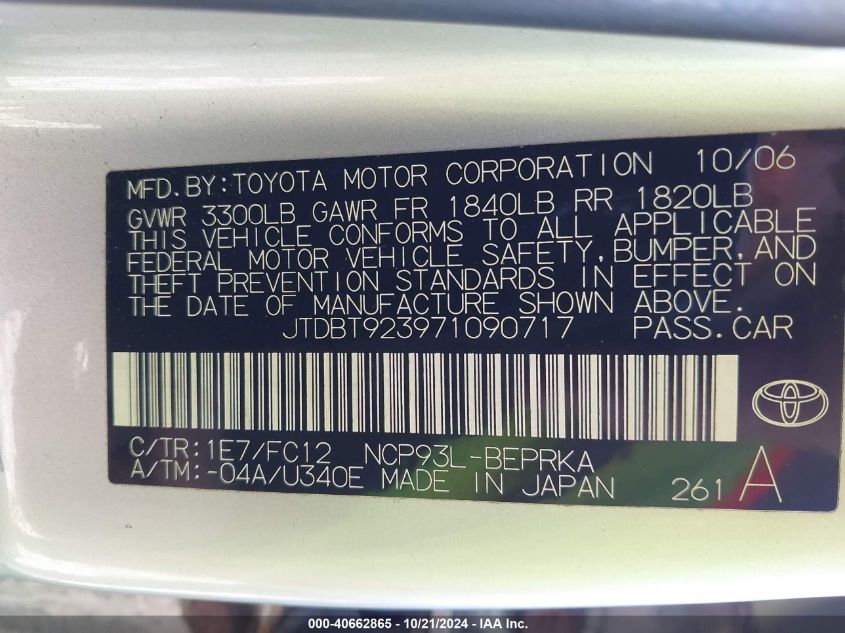 MFD. BY: TOYOTA MOTOR CORPORATION 10/06
GVWR 3300LB GAWR FR 1840LB RR 1820LB
THIS VEHICLE CONFORMS TO ALL APPLICABLE
FEDERAL MOTOR VEHICLE SAFETY, BUMPER, AND
THEFT PREVENTION STANDARDS IN EFFECT ON
THE DATE OF MANUFACTURE SHOWN ABOVE.
JTDBT923971090717 PASS. CAR
C/TR: 1E7/FC12 NCP93L-BEPRKA
A/TM: -04A/U340E MADE IN JAPAN 261 A
000-40662865 - 10/21/2024 - IAA Inc.